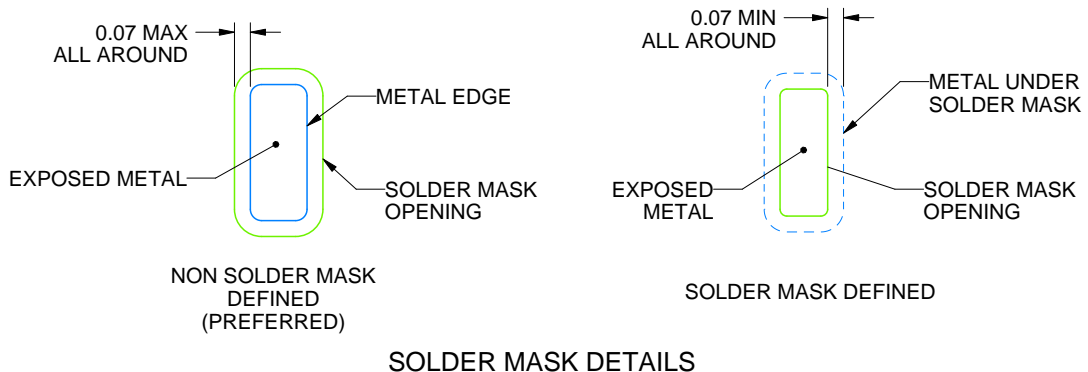 0.07 MAX
ALL AROUND
METAL EDGE
EXPOSED METAL
SOLDER MASK
OPENING
NON SOLDER MASK
DEFINED
(PREFERRED)
0.07 MIN
ALL AROUND
METAL UNDER
SOLDER MASK
EXPOSED
METAL
SOLDER MASK
OPENING
SOLDER MASK DEFINED
SOLDER MASK DETAILS